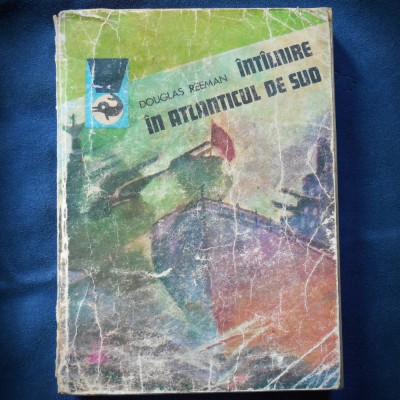 DOUGLAS REEMAN ÎNTÎLNIRE
ÎN ATLANTICUL DE SUD